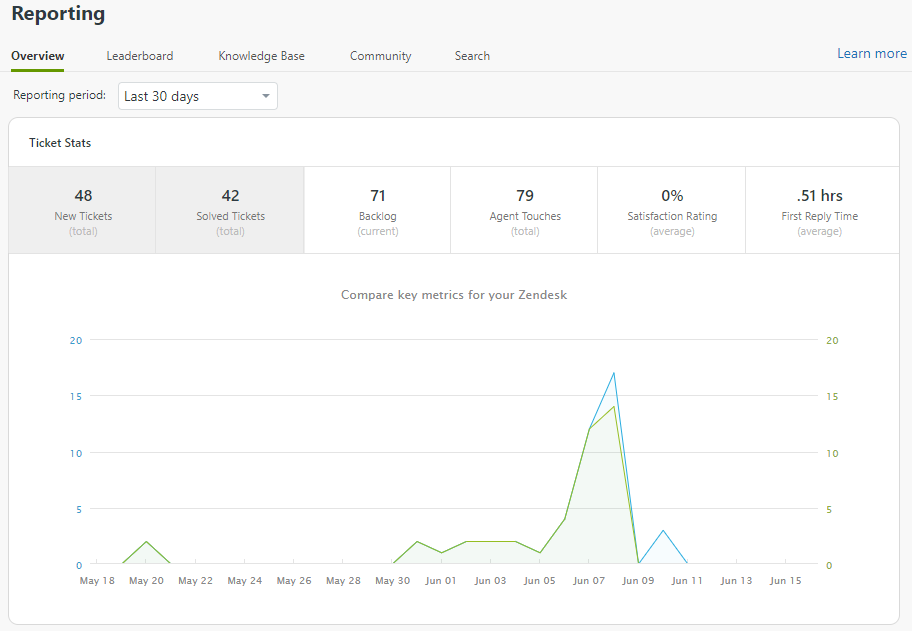 Reporting
Overview Leaderboard Knowledge Base Community Search Learn more
Reporting period: Last 30 days
Ticket Stats
48 42 71 79 0% .51 hrs
New Tickets Solved Tickets Backlog Agent Touches Satisfaction Rating First Reply Time
(total) (total) (current) (total) (average) (average)
Compare key metrics for your Zendesk
20 20
15 15
10 10
5 5
0 0
May 18 May 20 May 22 May 24 May 26 May 28 May 30 Jun 01 Jun 03 Jun 05 Jun 07 Jun 09 Jun 11 Jun 13 Jun 15